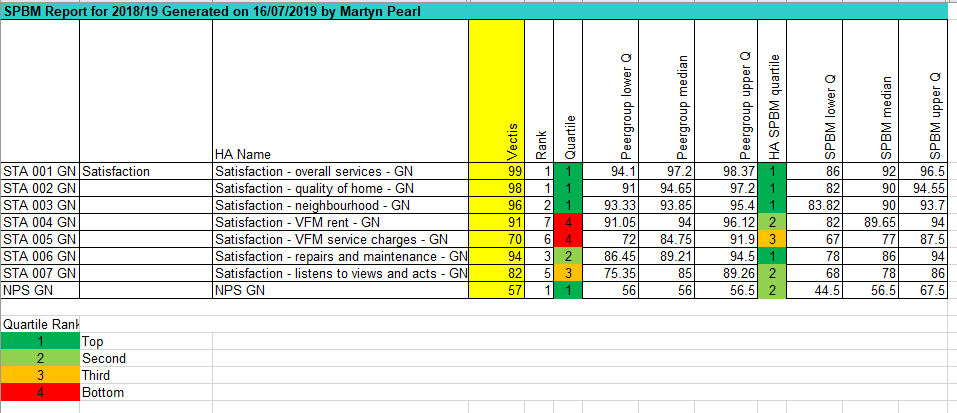 SPBM Report for 2018/19 Generated on 16/07/2019 by Martyn Pearl
HA Name Vectis Rank Quartile Peergroup lower Q Peergroup median Peergroup upper Q HA SPBM quartile SPBM lower Q SPBM median SPBM upper Q
STA 001 GN Satisfaction Satisfaction - overall services - GN 99 1 1 94.1 97.2 98.37 1 86 92 96.5
STA 002 GN Satisfaction - quality of home - GN 98 1 1 91 94.65 97.2 1 82 90 94.55
STA 003 GN Satisfaction - neighbourhood - GN 96 2 1 93.33 93.85 95.4 1 83.82 90 93.7
STA 004 GN Satisfaction - VFM rent - GN 91 7 4 91.05 94 96.12 2 82 89.65 94
STA 005 GN Satisfaction - VFM service charges - GN 70 6 4 72 84.75 91.9 3 67 77 87.5
STA 006 GN Satisfaction - repairs and maintenance - GN 94 3 2 86.45 89.21 94.5 1 78 86 94
STA 007 GN Satisfaction - listens to views and acts - GN 82 5 3 75.35 85 89.26 2 68 78 86
NPS GN NPS GN 57 1 1 56 56 56.5 2 44.5 56.5 67.5
Quartile Rank
1 Top
2 Second
3 Third
4 Bottom